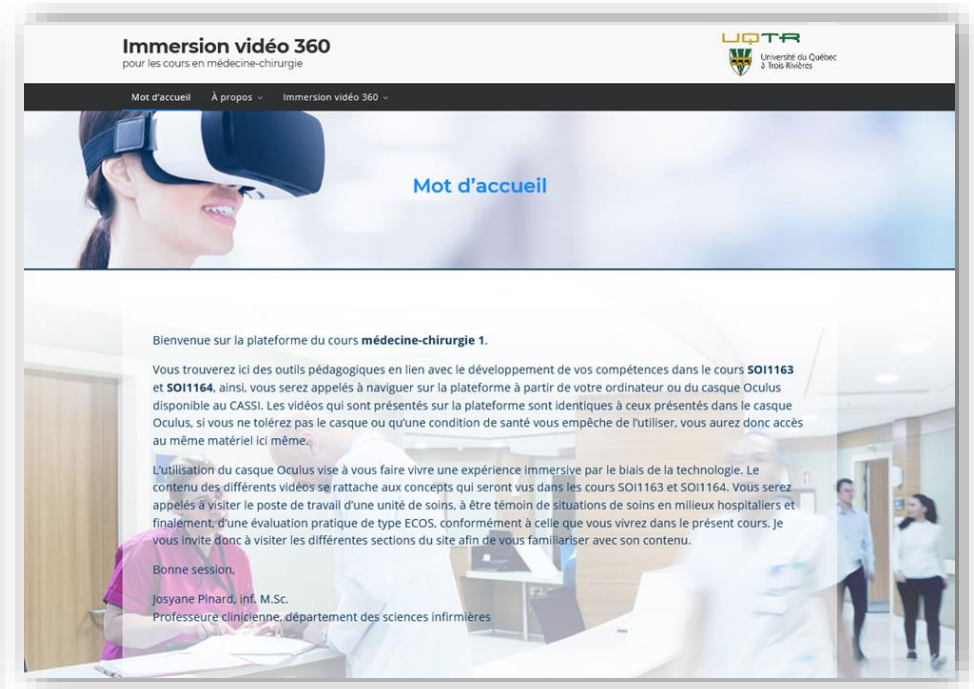 Immersion vidéo 360
pour les cours en médecine-chirurgie
UQTR
Université du Québec
à Trois Rivières
Mot d'accueil À propos Immersion vidéo 360
Mot d'accueil
Bienvenue sur la plateforme du cours médecine-chirurgie 1.
Vous trouverez ici des outils pédagogiques en lien avec le développement de vos compétences dans le cours SOI1163
et SOI1164, ainsi, vous serez appelés à naviguer sur la plateforme à partir de votre ordinateur ou du casque Oculus
disponible au CASSI. Les vidéos qui sont présentés sur la plateforme sont identiques à ceux présentés dans le casque
Oculus, si vous ne tolérez pas le casque ou qu'une condition de santé vous empêche de l'utiliser, vous aurez donc accès
au même matériel ici même.
L'utilisation du casque Oculus vise à vous faire vivre une expérience immersive par le biais de la technologie. Le
contenu des différents vidéos se rattache aux concepts qui seront vus dans les cours SOI1163 et SOI1164. Vous serez
appelés à visiter le poste de travail d'une unité de soins, à être témoin de situations de soins en milieux hospitaliers et
finalement, d'une évaluation pratique de type ECOS, conformément à celle que vous vivrez dans le présent cours. Je
vous invite donc à visiter les différentes sections du site afin de vous familiariser avec son contenu.
Bonne session,
Josyane Pinard, inf. M.Sc.
Professeure clinicienne, département des sciences infirmières